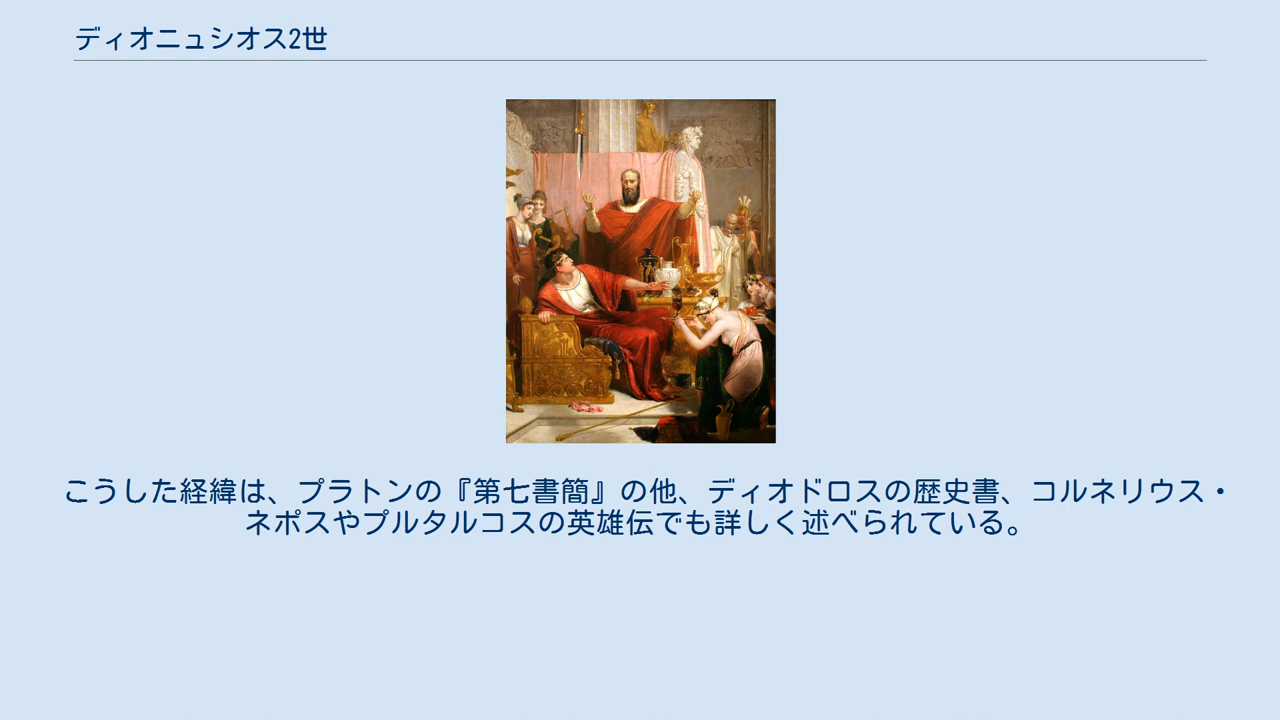 ディオニュシオス2世
こうした経緯は、プラトンの『第七書簡』の他、ディオドロスの歴史書、コルネリウス・
ネポスやプルタルコスの英雄伝でも詳しく述べられている。